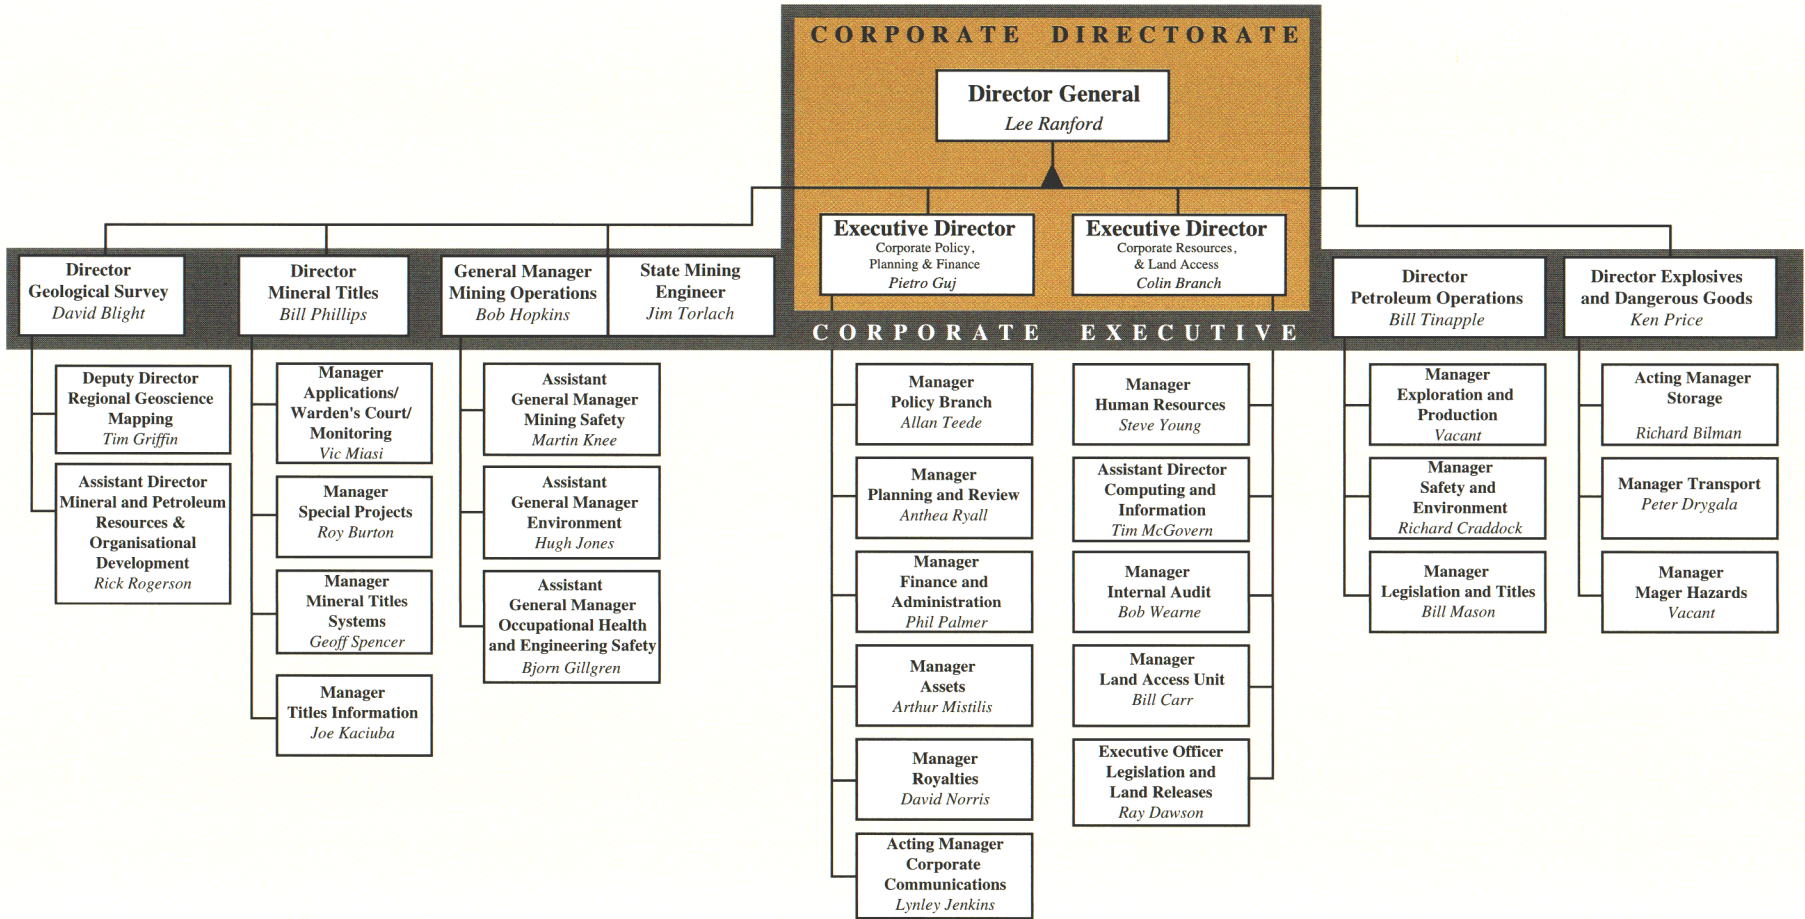 CORPORATE DIRECTORATE
Director General
Lee Ranford
Executive Director
Corporate Policy,
Planning & Finance
Pietro Guj
Executive Director
Corporate Resources,
& Land Access
Colin Branch
CORPORATE EXECUTIVE
Director
Geological Survey
David Blight
Director
Mineral Titles
Bill Phillips
General Manager
Mining Operations
Bob Hopkins
State Mining
Engineer
Jim Torlach
Director
Petroleum Operations
Bill Tinapple
Director Explosives
and Dangerous Goods
Ken Price
Deputy Director
Regional Geoscience
Mapping
Tim Griffin
Assistant Director
Mineral and Petroleum
Resources &
Organisational
Development
Rick Rogerson
Manager
Applications/
Warden's Court/
Monitoring
Vic Miasi
Manager
Special Projects
Roy Burton
Manager
Mineral Titles
Systems
Geoff Spencer
Manager
Titles Information
Joe Kaciuba
Assistant
General Manager
Mining Safety
Martin Knee
Assistant
General Manager
Environment
Hugh Jones
Assistant
General Manager
Occupational Health
and Engineering Safety
Bjorn Gillgren
Manager
Policy Branch
Allan Teede
Manager
Planning and Review
Anthea Ryall
Manager
Finance and
Administration
Phil Palmer
Manager
Assets
Arthur Mistilis
Manager
Royalties
David Norris
Acting Manager
Corporate
Communications
Lynley Jenkins
Manager
Human Resources
Steve Young
Assistant Director
Computing and
Information
Tim McGovern
Manager
Internal Audit
Bob Wearne
Manager
Land Access Unit
Bill Carr
Executive Officer
Legislation and
Land Releases
Ray Dawson
Manager
Exploration and
Production
Vacant
Manager
Safety and
Environment
Richard Craddock
Manager
Legislation and Titles
Bill Mason
Acting Manager
Storage
Richard Bilman
Manager Transport
Peter Drygala
Manager
Mager Hazards
Vacant